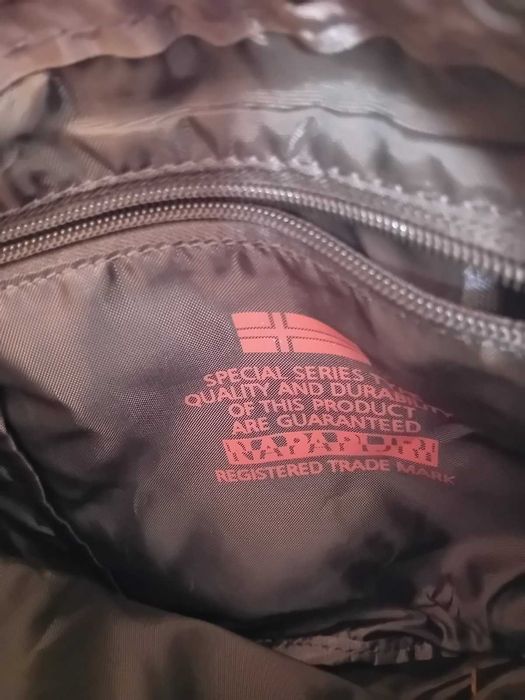 SPECIAL SERIES
QUALITY AND DURABILITY
OF THIS PRODUCT
ARE GUARANTEED
NAPAPIJRI
REGISTERED TRADE MARK